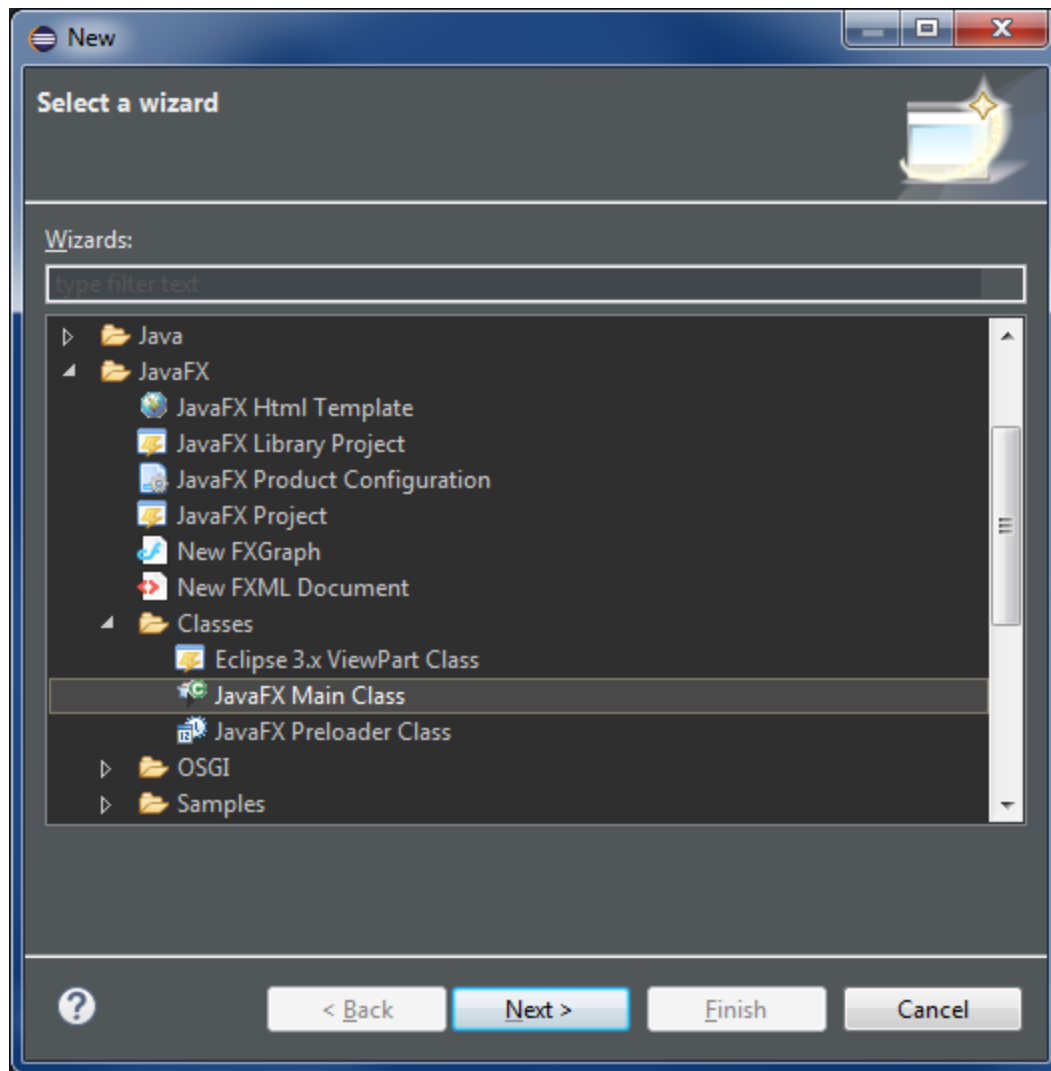 New
Select a wizard
Wizards:
type filter text
Java
JavaFX
JavaFX Html Template
JavaFX Library Project
JavaFX Product Configuration
JavaFX Project
New FXGraph
New FXML Document
Classes
Eclipse 3.x ViewPart Class
JavaFX Main Class
JavaFX Preloader Class
OSGI
Samples
? < Back Next > Finish Cancel